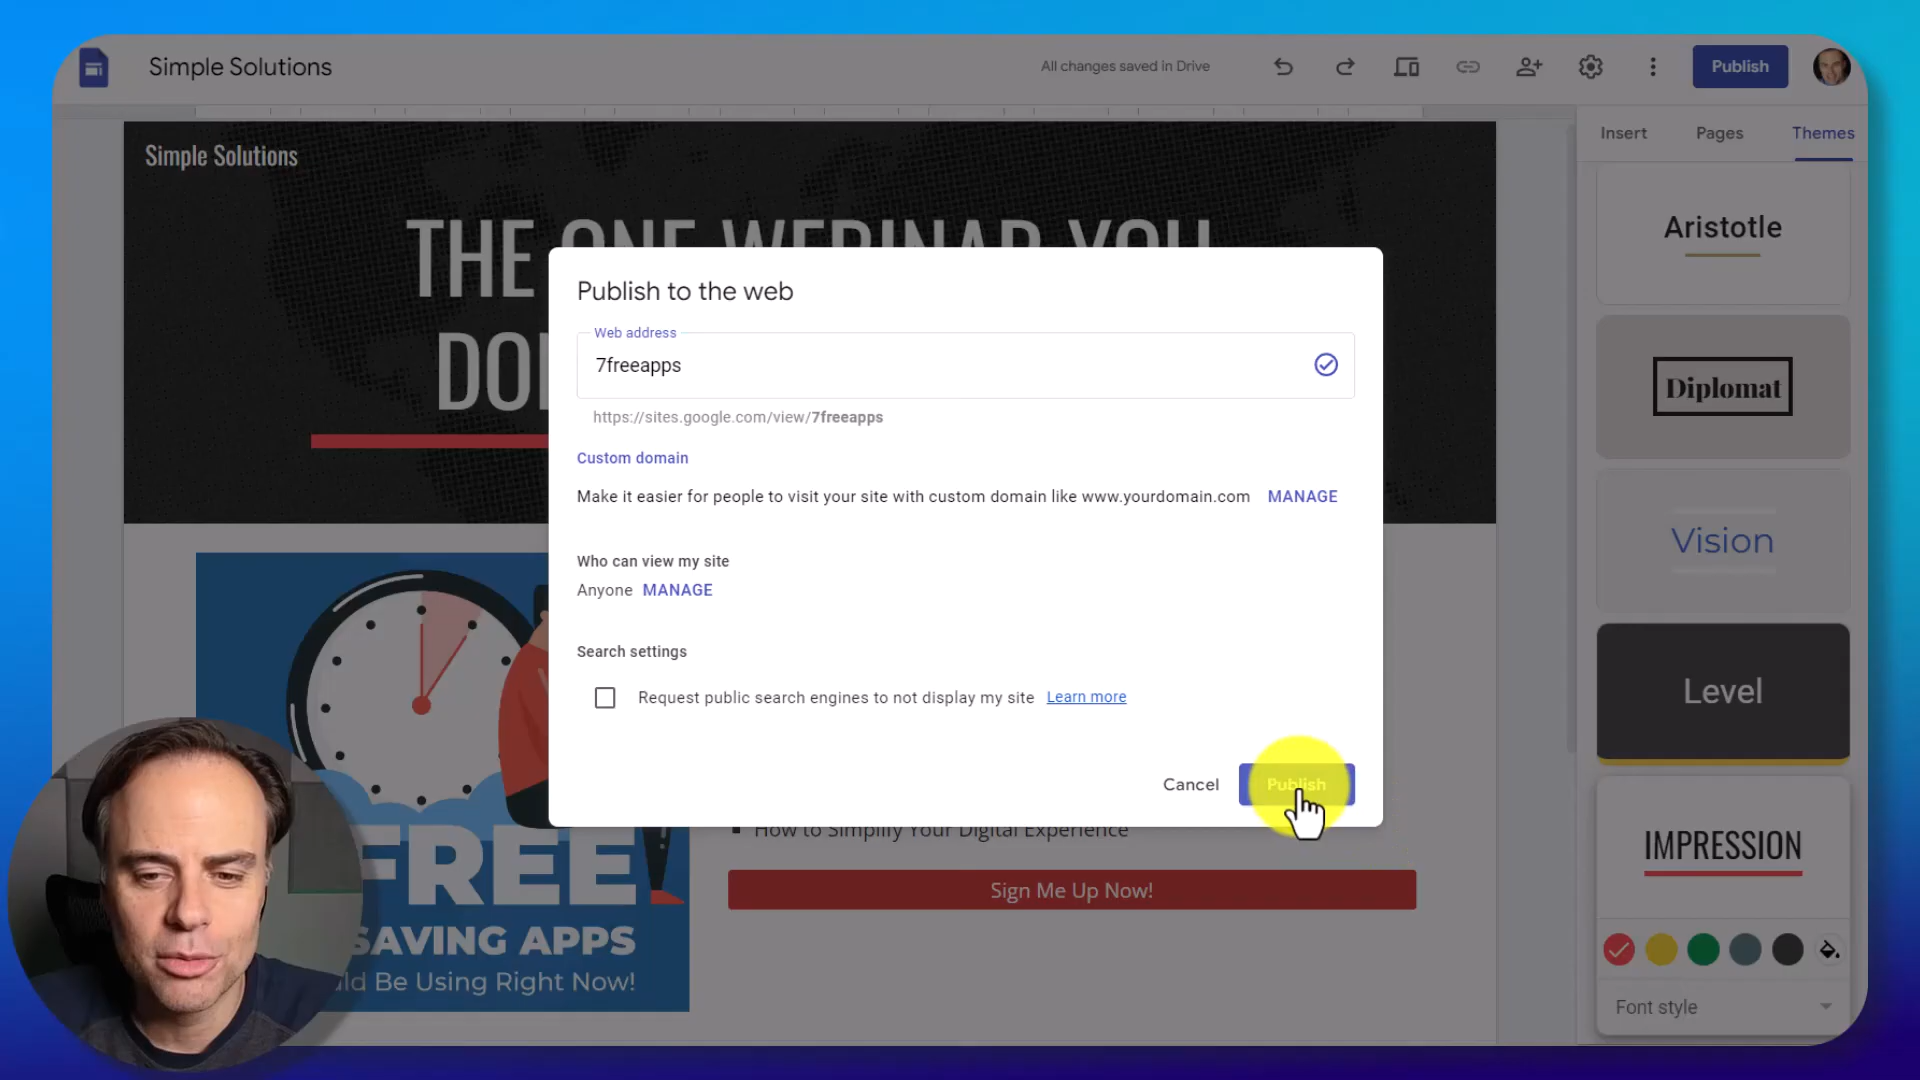 Simple Solutions
All changes saved in Drive
Publish
Insert
Pages
Themes
Simple Solutions
THE ONE WEBINAR YOU
Publish to the web
Web address
7freeapps
https://sites.google.com/view/7freeapps
Custom domain
Make it easier for people to visit your site with custom domain like www.yourdomain.com MANAGE
Who can view my site
Anyone MANAGE
Search settings
Request public search engines to not display my site Learn more
Cancel
Publish
How to Simplify Your Digital Experience
Sign Me Up Now!
FREE
SAVING APPS
ld Be Using Right Now!
Aristotle
Diplomat
Vision
Level
IMPRESSION
Font style